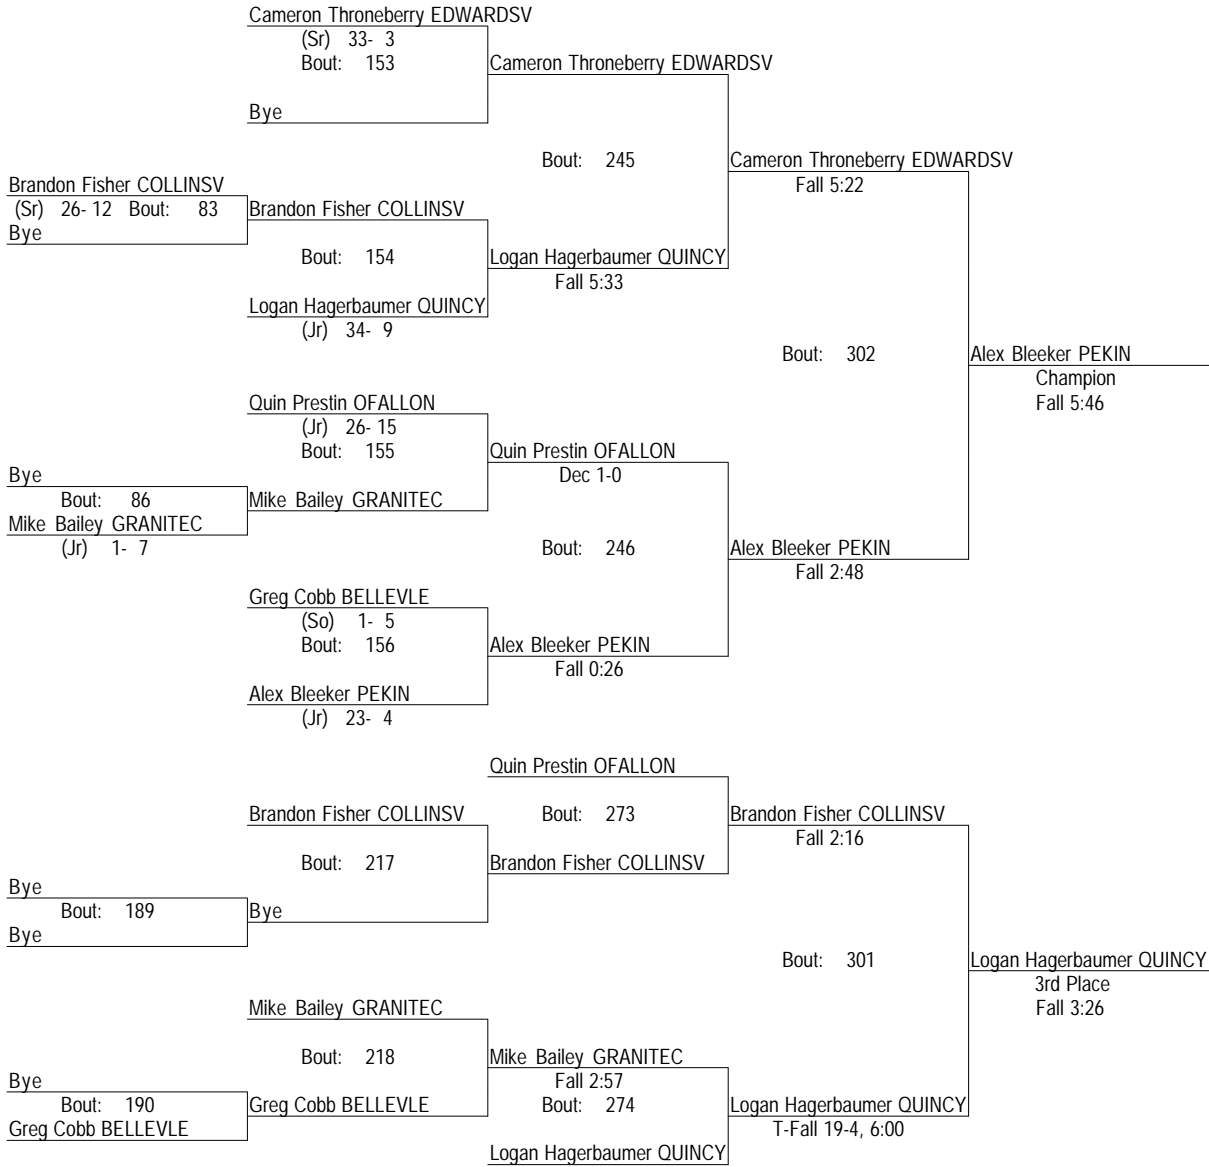 Cameron Throneberry EDWARDSV
(Sr) 33- 3
Bout: 153
Cameron Throneberry EDWARDSV
Bye
Bout: 245
Cameron Throneberry EDWARDSV
Fall 5:22
Brandon Fisher COLLINSV
(Sr) 26- 12 Bout: 83
Bye
Brandon Fisher COLLINSV
Bout: 154
Logan Hagerbaumer QUINCY
Fall 5:33
Logan Hagerbaumer QUINCY
(Jr) 34- 9
Bout: 302
Alex Bleeker PEKIN
Champion
Fall 5:46
Quin Prestin OFALLON
(Jr) 26- 15
Bout: 155
Quin Prestin OFALLON
Dec 1-0
Bye
Bout: 86
Mike Bailey GRANITEC
(Jr) 1- 7
Mike Bailey GRANITEC
Bout: 246
Alex Bleeker PEKIN
Fall 2:48
Greg Cobb BELLEVLE
(So) 1- 5
Bout: 156
Alex Bleeker PEKIN
Fall 0:26
Alex Bleeker PEKIN
(Jr) 23- 4
Quin Prestin OFALLON
Brandon Fisher COLLINSV
Bout: 273
Brandon Fisher COLLINSV
Fall 2:16
Bout: 217
Brandon Fisher COLLINSV
Bye
Bout: 189
Bye
Bye
Bout: 301
Logan Hagerbaumer QUINCY
3rd Place
Fall 3:26
Mike Bailey GRANITEC
Bout: 218
Mike Bailey GRANITEC
Fall 2:57
Bye
Bout: 190
Greg Cobb BELLEVLE
Greg Cobb BELLEVLE
Bout: 274
Logan Hagerbaumer QUINCY
T-Fall 19-4, 6:00
Logan Hagerbaumer QUINCY